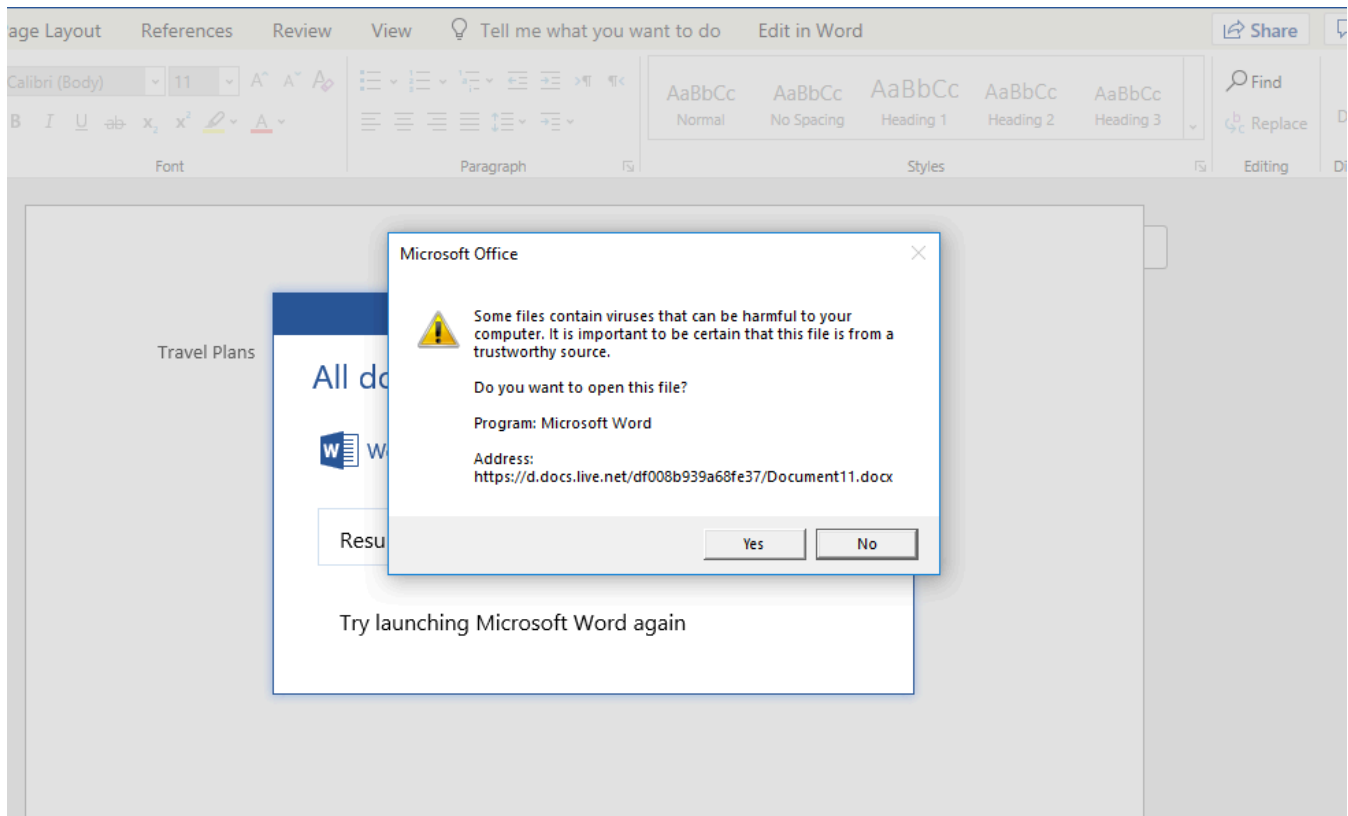 age Layout References Review View Tell me what you want to do Edit in Word Share
Calibri (Body) 11 A A A
B I U ab x₂ x² A
AaBbCc AaBbCc AaBbCc AaBbCc AaBbCc
Normal No Spacing Heading 1 Heading 2 Heading 3
Find
Replace
D
Font Paragraph Styles Editing Di
Travel Plans
All do
W We
Resu
Try launching Microsoft Word again
Microsoft Office
Some files contain viruses that can be harmful to your
computer. It is important to be certain that this file is from a
trustworthy source.
Do you want to open this file?
Program: Microsoft Word
Address:
https://d.docs.live.net/df008b939a68fe37/Document11.docx
Yes No